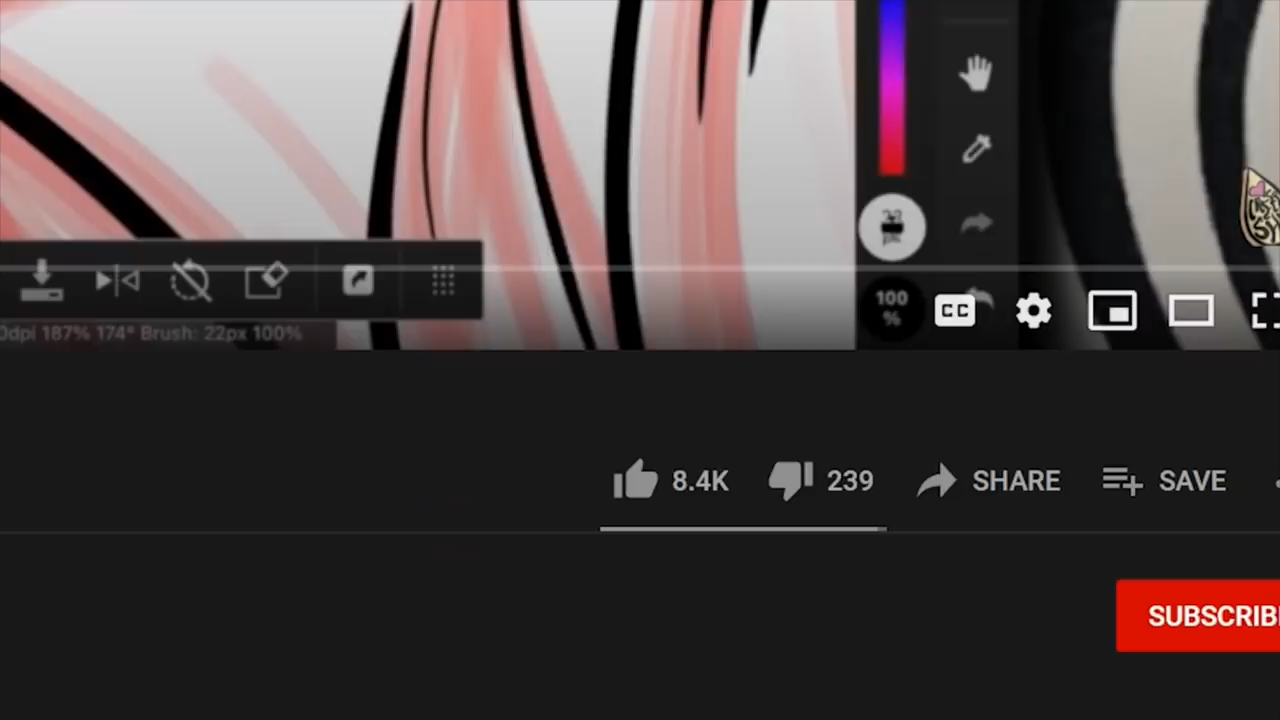 100
%
CC
0dpi 187% 174° Brush: 22px 100%
8.4K 239 SHARE SAVE
SUBSCRIB